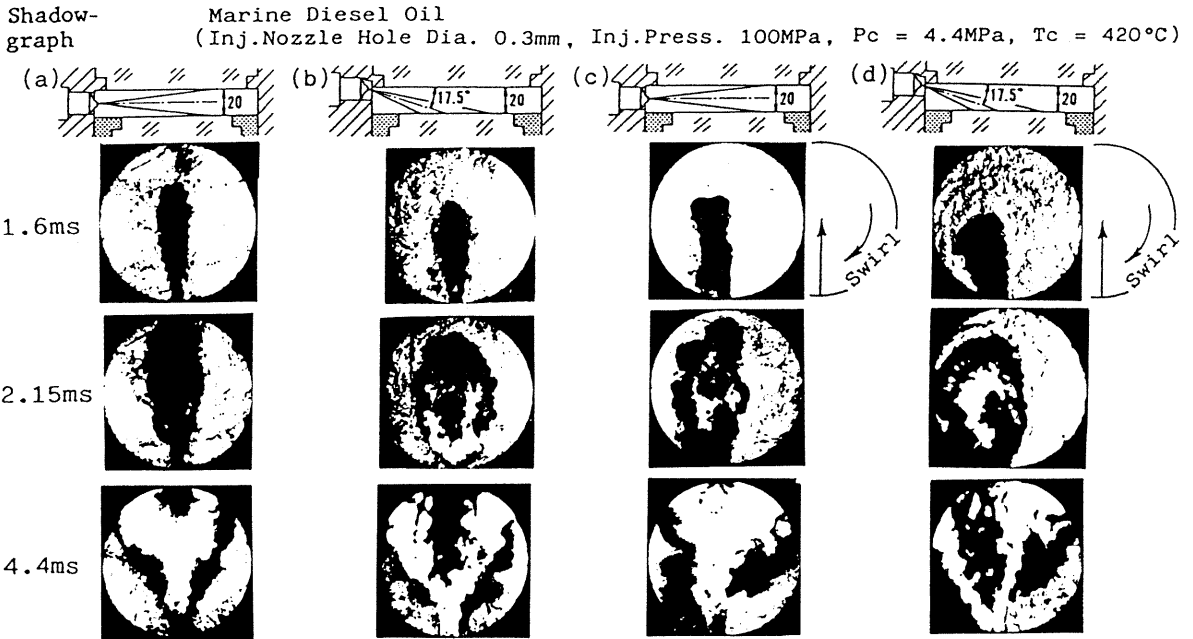 Shadow-
graph
Marine Diesel Oil
(Inj.Nozzle Hole Dia. 0.3mm, Inj.Press. 100MPa, Pc = 4.4MPa, Tc = 420°C)
(a)
20
(b)
17.5°
20
(c)
20
(d)
17.5°
20
1.6ms
Swirl
Swirl
2.15ms
4.4ms